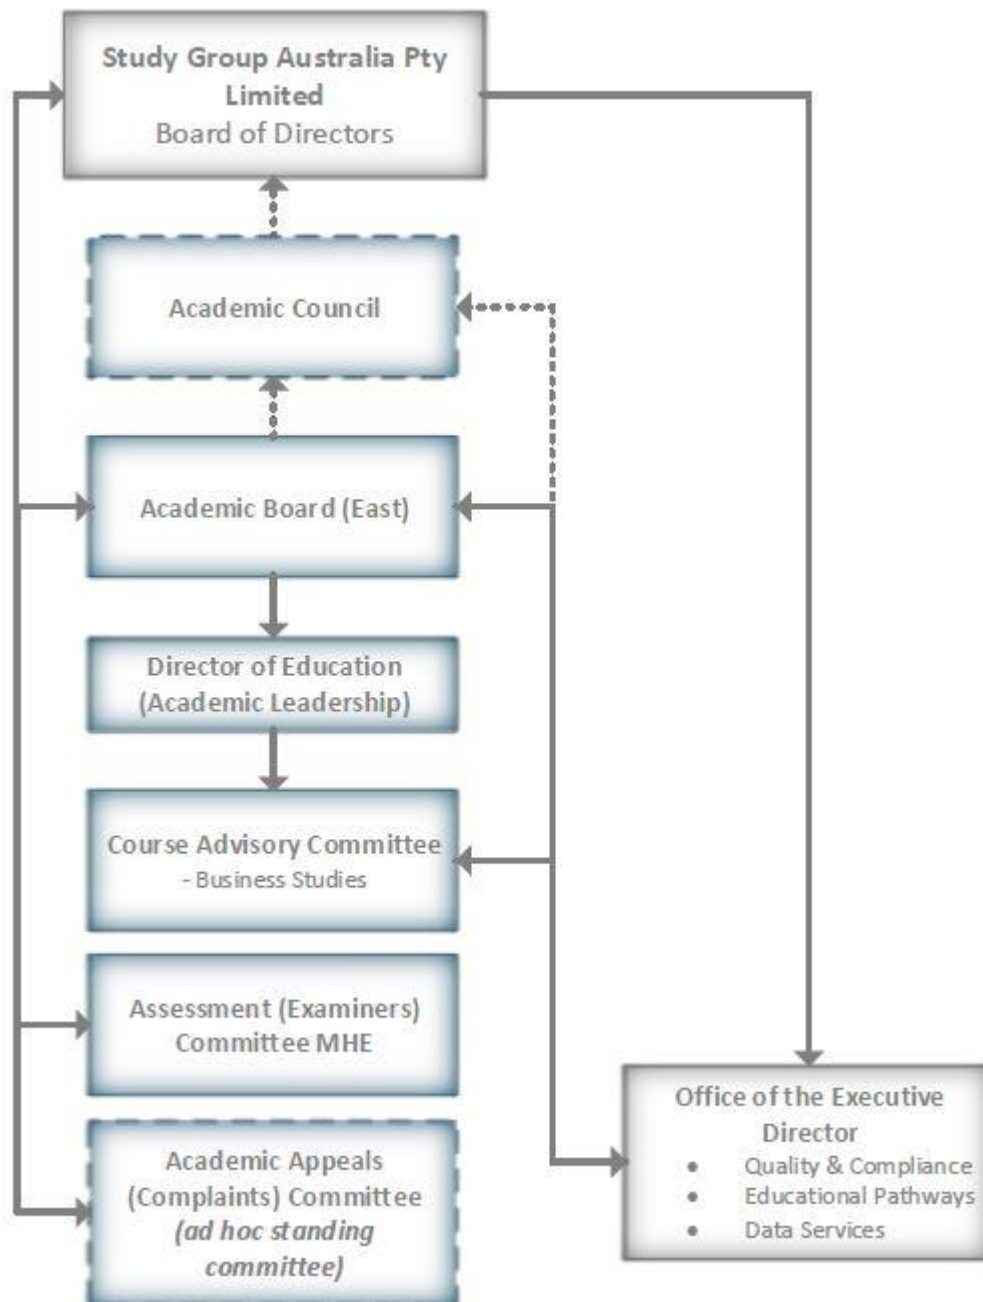 Study Group Australia Pty
Limited
Board of Directors
Academic Council
Academic Board (East)
Director of Education
(Academic Leadership)
Course Advisory Committee
- Business Studies
Assessment (Examiners)
Committee MHE
Academic Appeals
(Complaints) Committee
(ad hoc standing
committee)
Office of the Executive
Director
• Quality & Compliance
• Educational Pathways
• Data Services